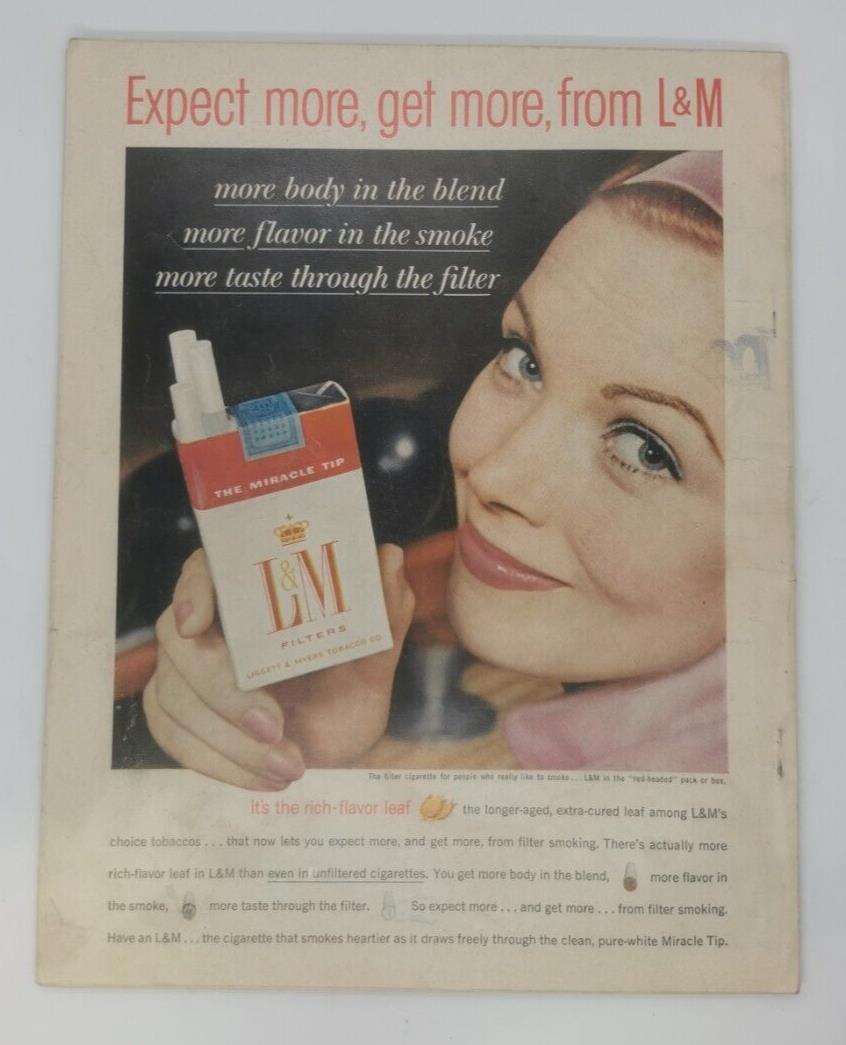 Expect more, get more, from L&M
more body in the blend
more flavor in the smoke
more taste through the filter
THE MIRACLE TIP
L&M
FILTERS
LIGGETT & MYERS TOBACCO CO
The filter cigarette for people who really like to smoke...L&M in the "red-headed" pack or box.
It's the rich-flavor leaf the longer-aged, extra-cured leaf among L&M's
choice tobaccos ... that now lets you expect more, and get more, from filter smoking. There's actually more
rich-flavor leaf in L&M than even in unfiltered cigarettes. You get more body in the blend, more flavor in
the smoke, more taste through the filter. So expect more ... and get more ... from filter smoking.
Have an L&M ... the cigarette that smokes heartier as it draws freely through the clean, pure-white Miracle Tip.